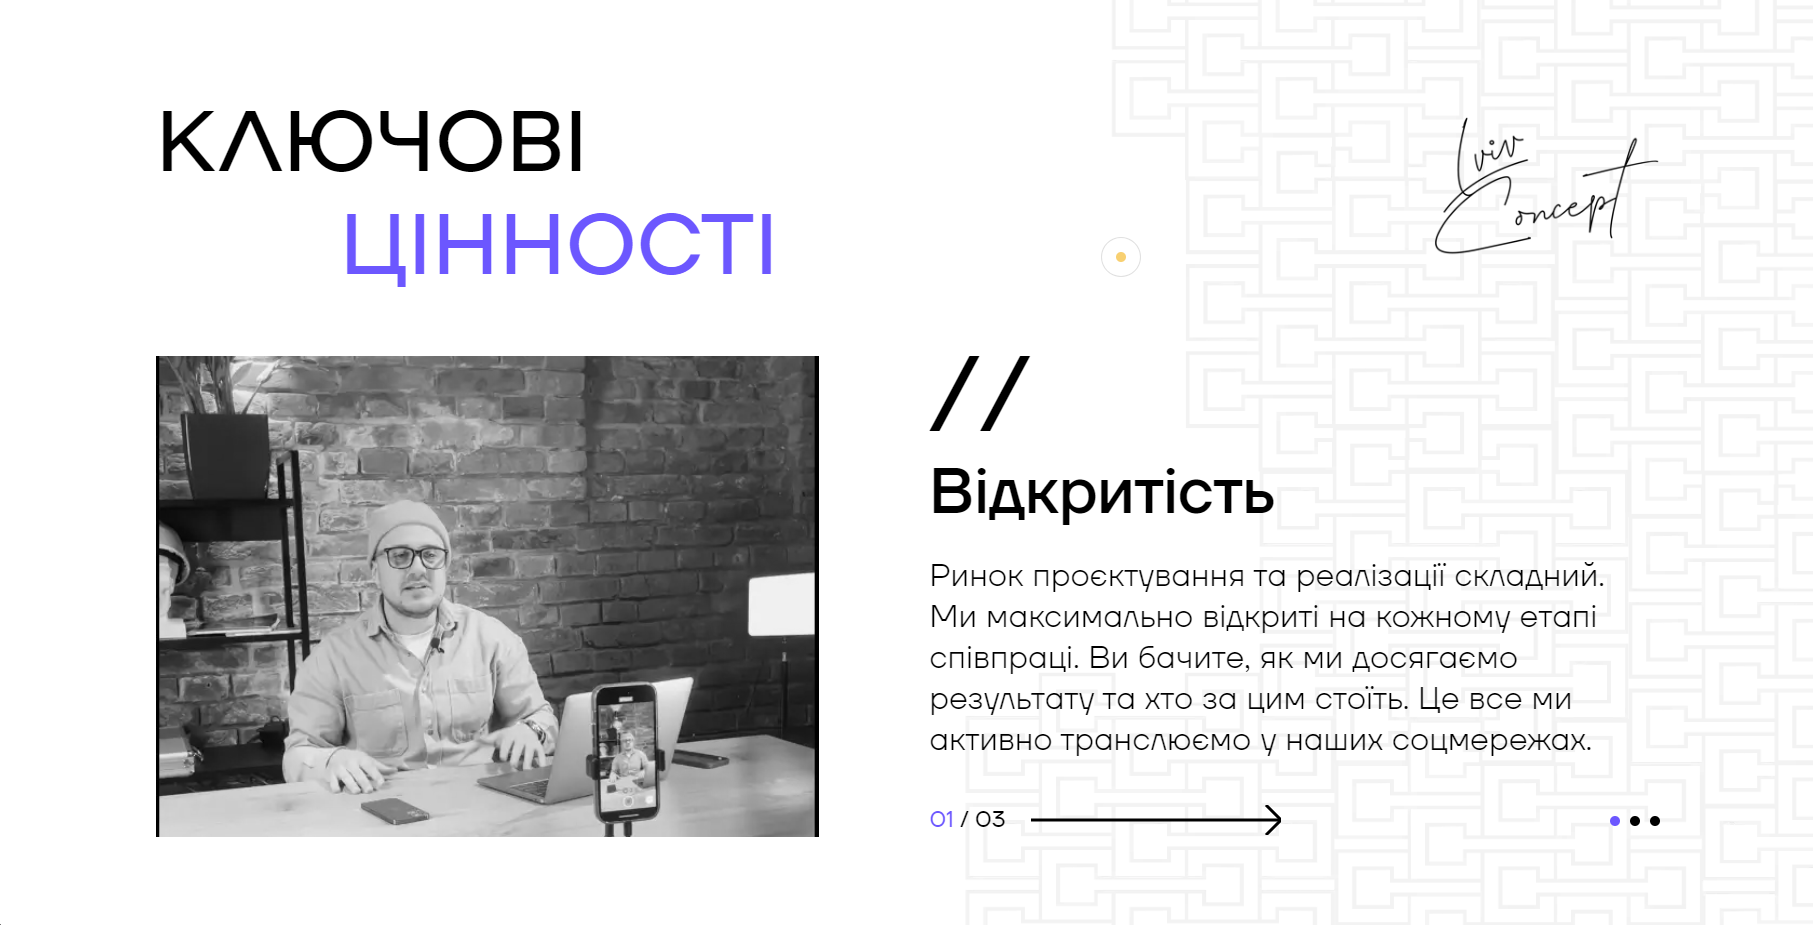 КЛЮЧОВІ
ЦІННОСТІ
Lviv
Concept
//
Відкритість
Ринок проєктування та реалізації складний.
Ми максимально відкриті на кожному етапі
співпраці. Ви бачите, як ми досягаємо
результату та хто за цим стоїть. Це все ми
активно транслюємо у наших соцмережах.
01 / 03